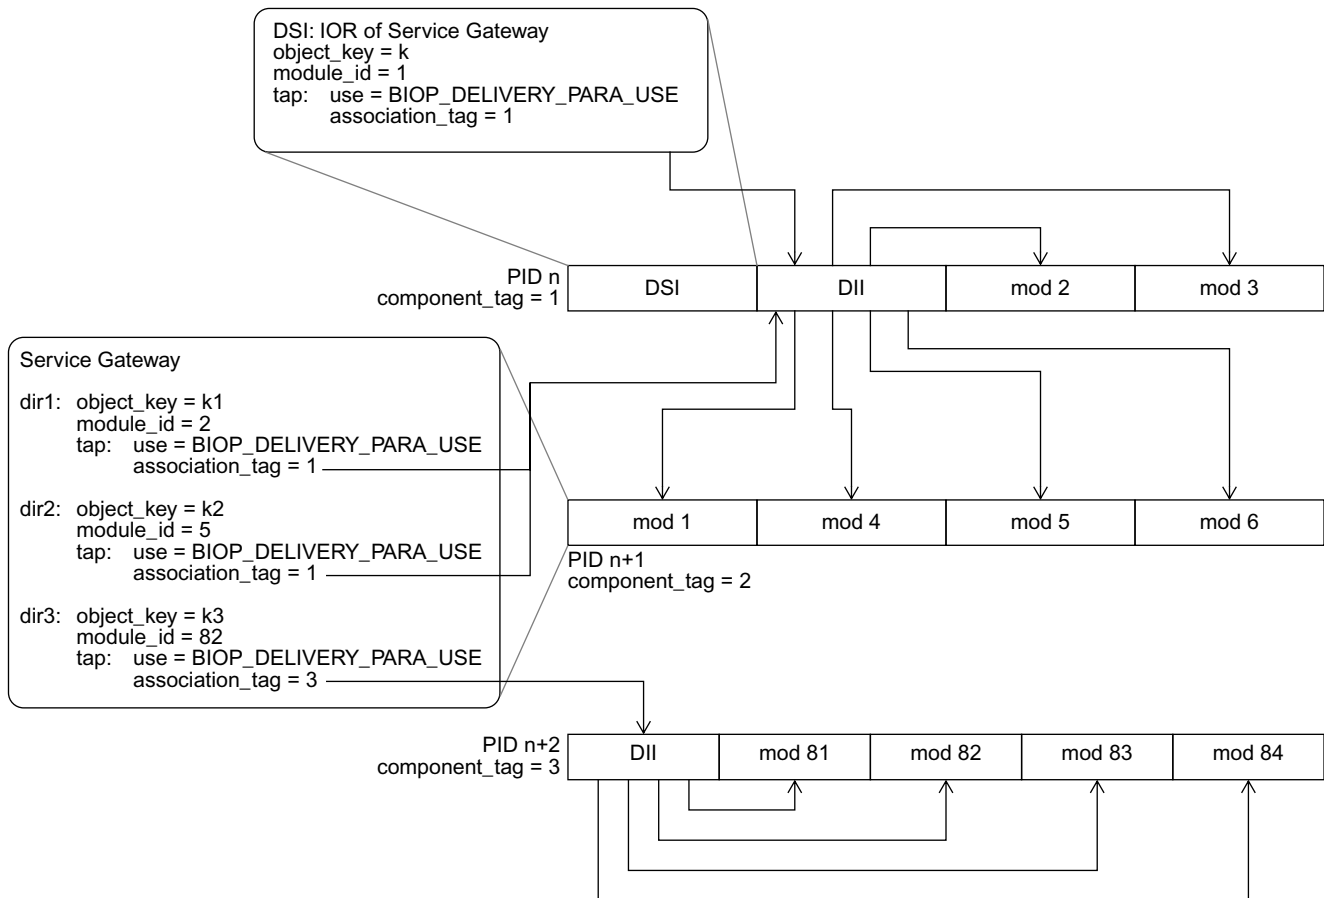 DSI: IOR of Service Gateway
object_key = k
module_id = 1
tap: use = BIOP_DELIVERY_PARA_USE
association_tag = 1
PID n
component_tag = 1
DSI
DII
mod 2
mod 3
Service Gateway
dir1: object_key = k1
module_id = 2
tap: use = BIOP_DELIVERY_PARA_USE
association_tag = 1
dir2: object_key = k2
module_id = 5
tap: use = BIOP_DELIVERY_PARA_USE
association_tag = 1
dir3: object_key = k3
module_id = 82
tap: use = BIOP_DELIVERY_PARA_USE
association_tag = 3
mod 1
mod 4
mod 5
mod 6
PID n+1
component_tag = 2
PID n+2
component_tag = 3
DII
mod 81
mod 82
mod 83
mod 84